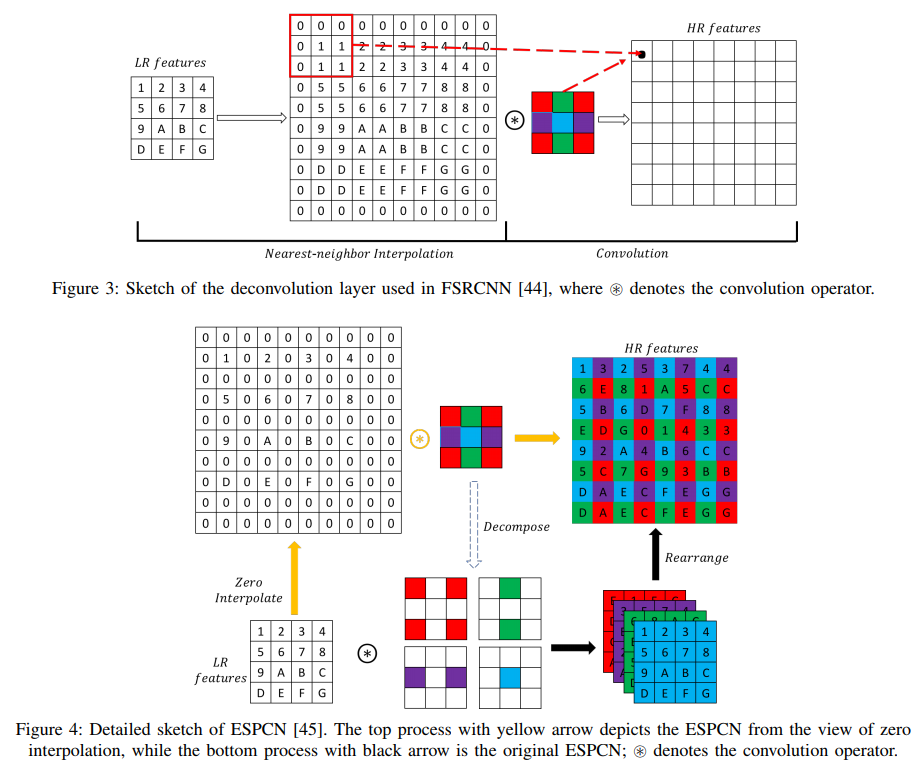 LR features
1 2 3 4
5 6 7 8
9 A B C
D E F G
0 0 0 0 0 0 0 0 0 0
0 1 1 2 2 3 3 4 4 0
0 1 1 2 2 3 3 4 4 0
0 5 5 6 6 7 7 8 8 0
0 5 5 6 6 7 7 8 8 0
0 9 9 A A B B C C 0
0 9 9 A A B B C C 0
0 D D E E F F G G 0
0 D D E E F F G G 0
0 0 0 0 0 0 0 0 0 0
⊛
HR features
Nearest-neighbor Interpolation
Convolution
Figure 3: Sketch of the deconvolution layer used in FSRCNN [44], where ⊛ denotes the convolution operator.
0 0 0 0 0 0 0 0 0 0
0 1 0 2 0 3 0 4 0 0
0 0 0 0 0 0 0 0 0 0
0 5 0 6 0 7 0 8 0 0
0 0 0 0 0 0 0 0 0 0
0 9 0 A 0 B 0 C 0 0
0 0 0 0 0 0 0 0 0 0
0 D 0 E 0 F 0 G 0 0
0 0 0 0 0 0 0 0 0 0
0 0 0 0 0 0 0 0 0 0
⊛
HR features
1 3 2 5 3 7 4 4
6 E 8 1 A 5 C C
5 B 6 D 7 F 8 8
E D G 0 1 4 3 3
9 2 A 4 B 6 C C
5 C 7 G 9 3 B B
D A E C F E G G
D A E C F E G G
Decompose
Rearrange
Zero
Interpolate
LR
features
1 2 3 4
5 6 7 8
9 A B C
D E F G
⊛
1 2 3 4
5 6 7 8
9 A B C
D E F G
Figure 4: Detailed sketch of ESPCN [45]. The top process with yellow arrow depicts the ESPCN from the view of zero
interpolation, while the bottom process with black arrow is the original ESPCN; ⊛ denotes the convolution operator.